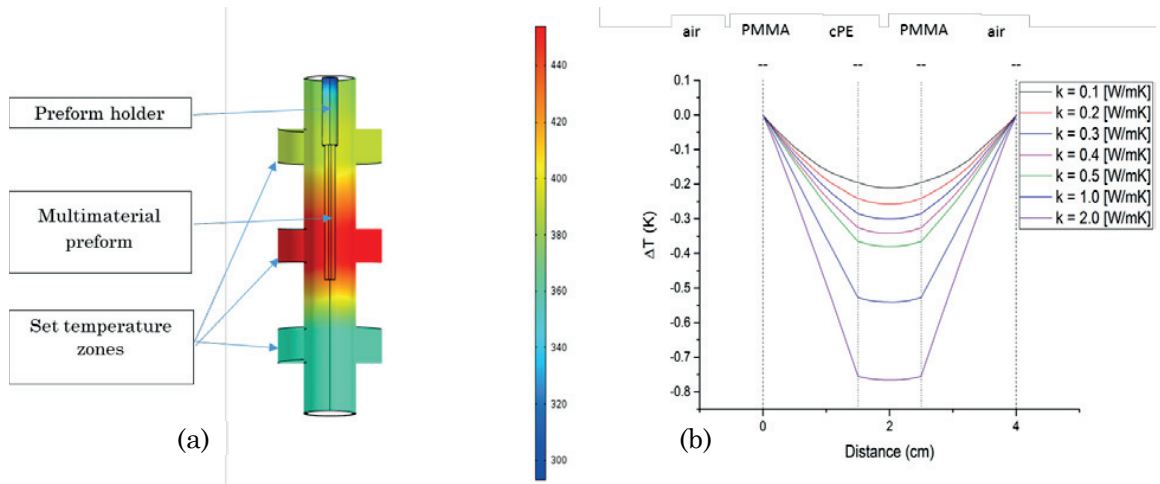 Preform holder
Multimaterial
preform
Set temperature
zones
(a)
440
420
400
380
360
340
320
300
air
PMMA
cPE
PMMA
air
-- -- -- --
0.1
0.0
-0.1
-0.2
-0.3
-0.4
-0.5
-0.6
-0.7
-0.8
ΔT (K)
0 2 4
Distance (cm)
(b)
k = 0.1 [W/mK]
k = 0.2 [W/mK]
k = 0.3 [W/mK]
k = 0.4 [W/mK]
k = 0.5 [W/mK]
k = 1.0 [W/mK]
k = 2.0 [W/mK]